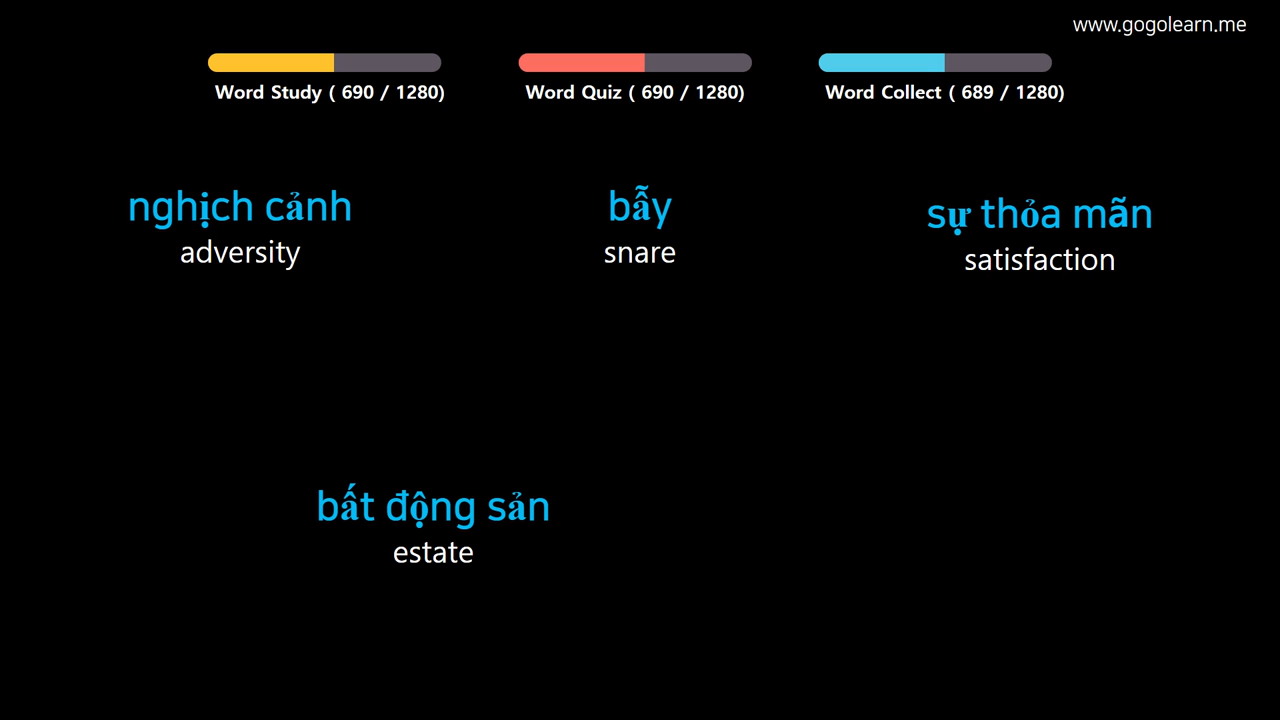 www.gogolearn.me
Word Study ( 690 / 1280)
Word Quiz ( 690 / 1280)
Word Collect ( 689 / 1280)
nghịch cảnh
adversity
bẫy
snare
sự thỏa mãn
satisfaction
bất động sản
estate